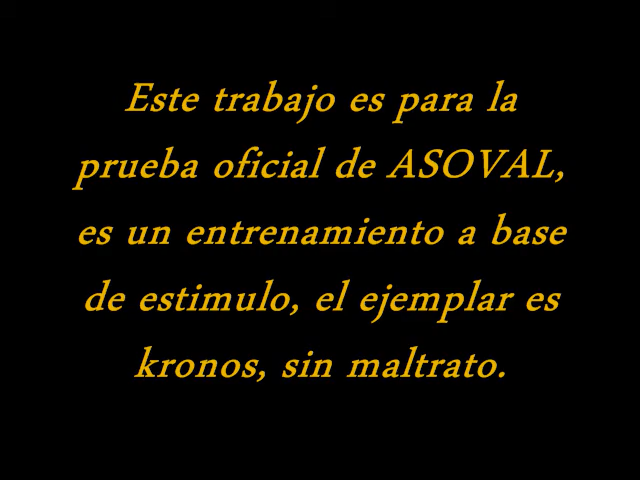 Este trabajo es para la
prueba oficial de ASOVAL,
es un entrenamiento a base
de estimulo, el ejemplar es
kronos, sin maltrato.